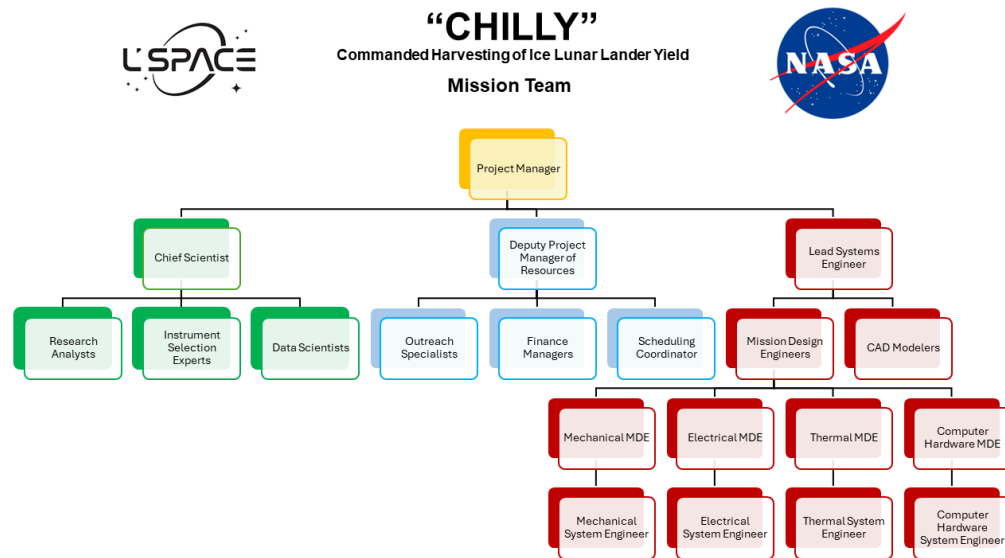 “CHILLY”
Commanded Harvesting of Ice Lunar Lander Yield
Mission Team
L'SPACE
NASA
Project Manager
Chief Scientist
Deputy Project
Manager of
Resources
Lead Systems
Engineer
Research
Analysts
Instrument
Selection
Experts
Data Scientists
Outreach
Specialists
Finance
Managers
Scheduling
Coordinator
Mission Design
Engineers
CAD Modelers
Mechanical MDE
Electrical MDE
Thermal MDE
Computer
Hardware MDE
Mechanical
System Engineer
Electrical
System Engineer
Thermal System
Engineer
Computer
Hardware
System Engineer